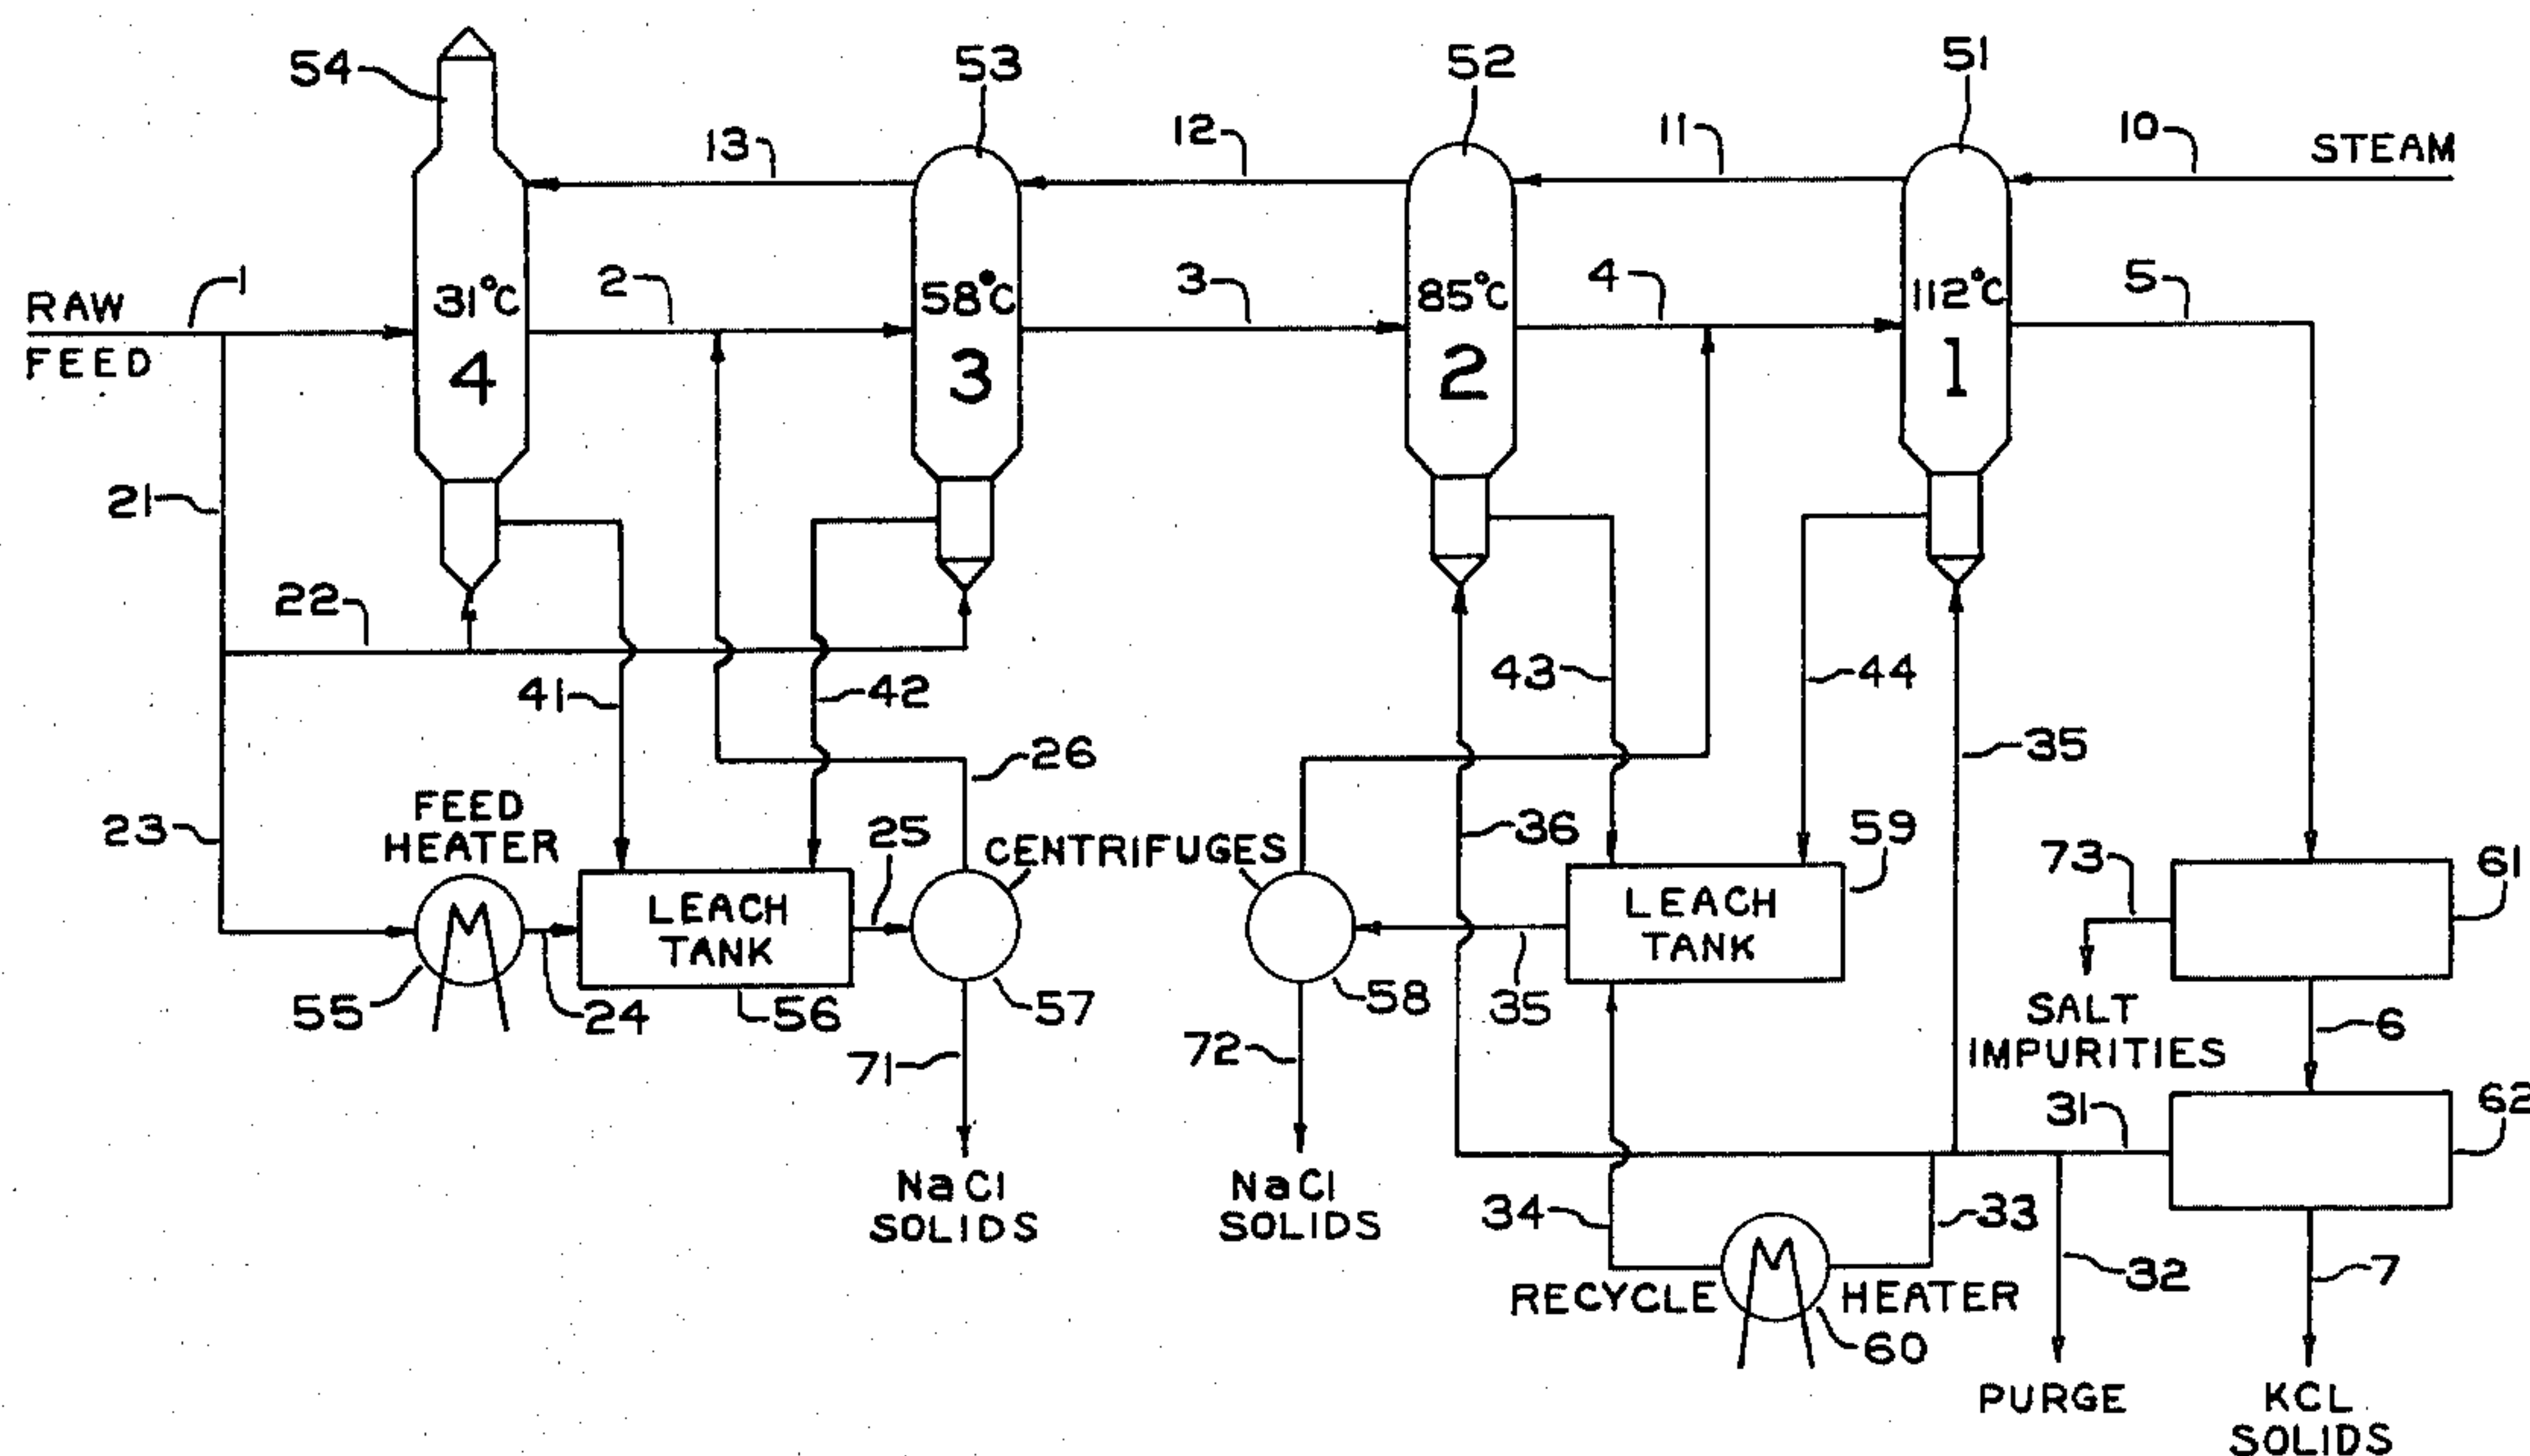 54
53
52
51
13
12
11
10
STEAM
1
RAW
FEED
31°C
4
2
58°C
3
3
85°C
2
4
112°C
1
5
21
22
41
42
43
44
35
26
36
23
FEED
HEATER
25
CENTRIFUGES
59
73
61
LEACH
TANK
LEACH
TANK
55
24
56
57
58
35
SALT
IMPURITIES
6
71
72
31
62
NaCl
SOLIDS
NaCl
SOLIDS
34
33
32
7
RECYCLE HEATER
60
PURGE
KCL
SOLIDS